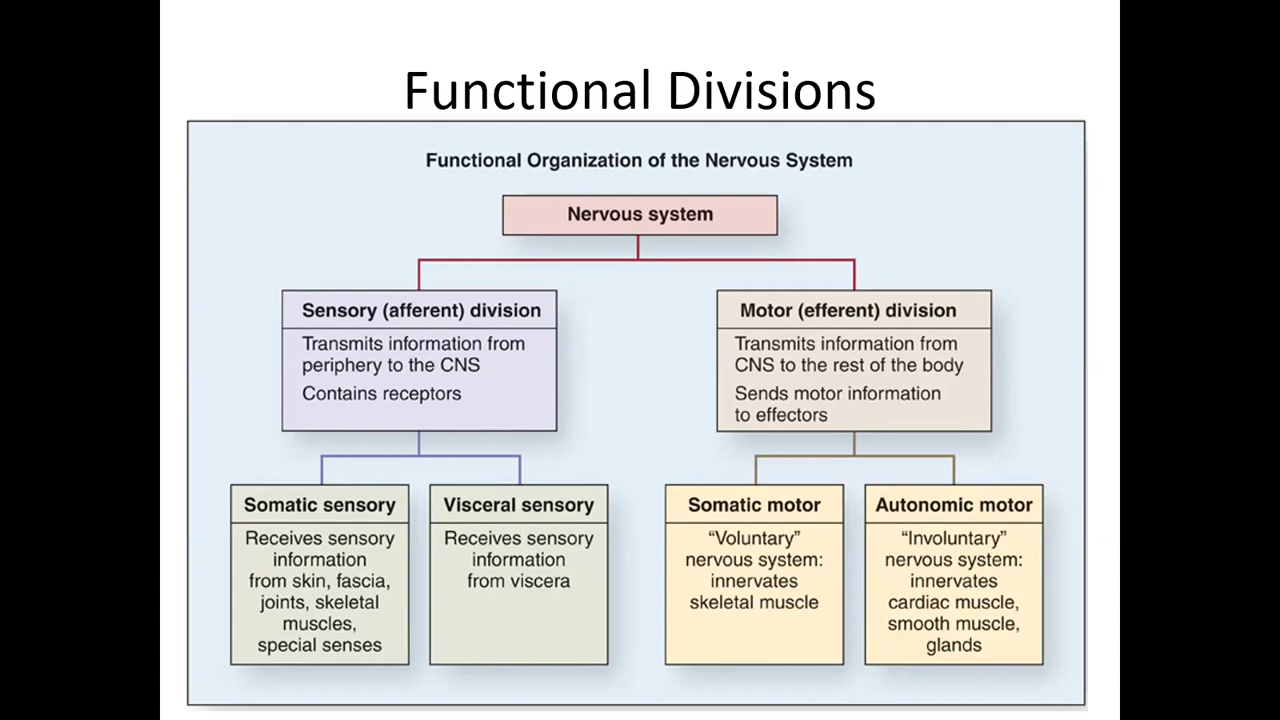 Functional Divisions
Functional Organization of the Nervous System
Nervous system
Sensory (afferent) division
Transmits information from
periphery to the CNS
Contains receptors
Motor (efferent) division
Transmits information from
CNS to the rest of the body
Sends motor information
to effectors
Somatic sensory
Receives sensory
information
from skin, fascia,
joints, skeletal
muscles,
special senses
Visceral sensory
Receives sensory
information
from viscera
Somatic motor
“Voluntary”
nervous system:
innervates
skeletal muscle
Autonomic motor
“Involuntary”
nervous system:
innervates
cardiac muscle,
smooth muscle,
glands